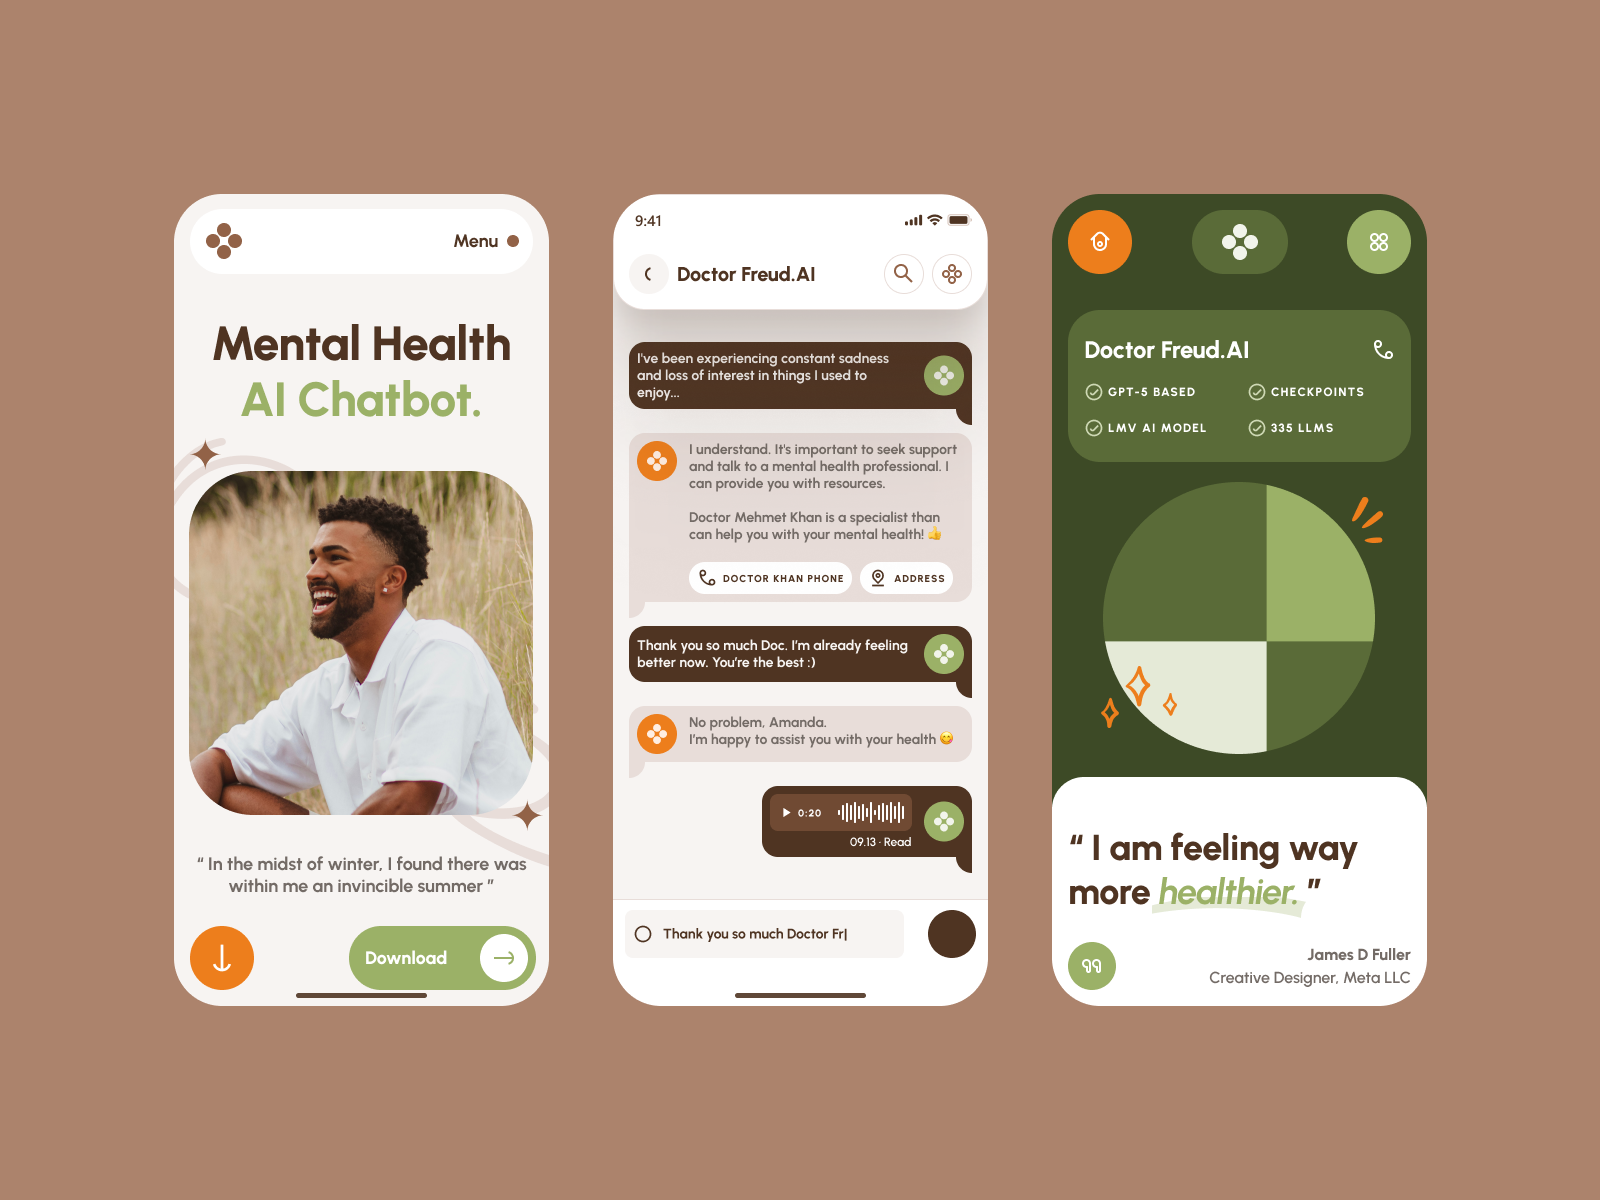 Menu
Mental Health
AI Chatbot.
“ In the midst of winter, I found there was
within me an invincible summer ”
Download
9:41
Doctor Freud.AI
I've been experiencing constant sadness
and loss of interest in things I used to
enjoy...
I understand. It's important to seek support
and talk to a mental health professional. I
can provide you with resources.
Doctor Mehmet Khan is a specialist than
can help you with your mental health! 👍
DOCTOR KHAN PHONE
ADDRESS
Thank you so much Doc. I’m already feeling
better now. You’re the best :)
No problem, Amanda.
I’m happy to assist you with your health 😋
0:20
09.13 · Read
Thank you so much Doctor Fr|
Doctor Freud.AI
GPT-5 BASED
CHECKPOINTS
LMV AI MODEL
335 LLMS
“ I am feeling way
more healthier. ”
James D Fuller
Creative Designer, Meta LLC